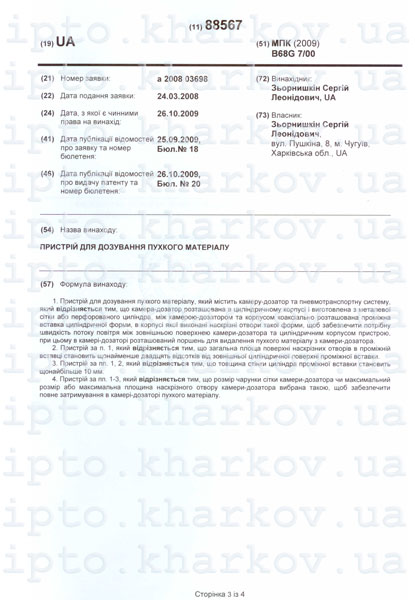 (11) 88567
(19) UA
(51) МПК (2009)
B68G 7/00
(21) Номер заявки: a 2008 03698
(22) Дата подання заявки: 24.03.2008
(24) Дата, з якої є чинними права на винахід: 26.10.2009
(41) Дата публікації відомостей про заявку та номер бюлетеня: 25.09.2009, Бюл.№ 18
(46) Дата публікації відомостей про видачу патенту та номер бюлетеня: 26.10.2009, Бюл. № 20
(72) Винахідник:
Зьорнишкін Сергій
Леонідович, UA
(73) Власник:
Зьорнишкін Сергій
Леонідович,
вул. Пушкіна, 8, м. Чугуїв,
Харківська обл., UA
(54) Назва винаходу:
ПРИСТРІЙ ДЛЯ ДОЗУВАННЯ ПУХКОГО МАТЕРІАЛУ
(57) Формула винаходу:
1. Пристрій для дозування пухкого матеріалу, який містить камеру-дозатор та пневмотранспортну систему,
який відрізняється тим, що камера-дозатор розташована в циліндричному корпусі і виготовлена з металевої
сітки або перфорованого циліндра, між камерою-дозатором та корпусом коаксіально розташована проміжна
вставка циліндричної форми, в корпусі якої виконані наскрізні отвори такої форми, щоб забезпечити потрібну
швидкість потоку повітря між зовнішньою поверхнею камери-дозатора та циліндричним корпусом пристрою,
при цьому в камері-дозаторі розташований поршень для видалення пухкого матеріалу з камери-дозатора.
2. Пристрій за п. 1, який відрізняється тим, що загальна площа поверхні наскрізних отворів в проміжній
вставці становить щонайменше двадцять відсотків від зовнішньої циліндричної поверхні проміжної вставки.
3. Пристрій за пп. 1, 2, який відрізняється тим, що товщина стінки циліндра проміжної вставки становить
щонайбільше 10 мм.
4. Пристрій за пп. 1-3, який відрізняється тим, що розмір чарунки сітки камери-дозатора чи максимальний
розмір або максимальна площина наскрізного отвору камери-дозатора вибрана такою, щоб забезпечити
повне затримування в камері-дозаторі пухкого матеріалу.
Сторінка 3 із 4
ipto.kharkov.ua